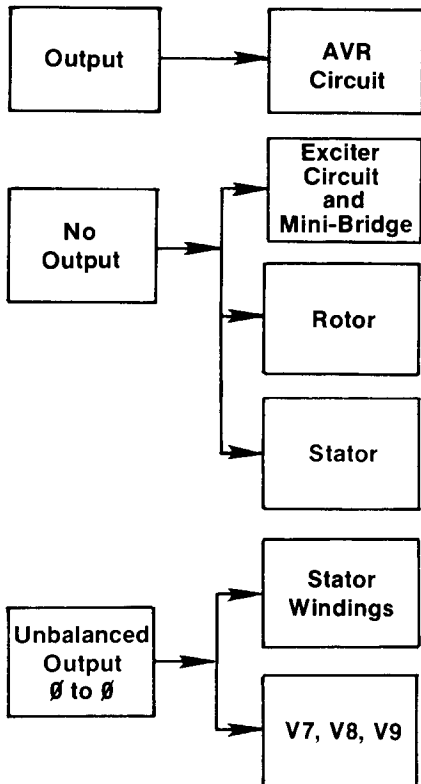 Output
AVR
Circuit
No
Output
Exciter
Circuit
and
Mini-Bridge
Rotor
Stator
Unbalanced
Output
Ø to Ø
Stator
Windings
V7, V8, V9